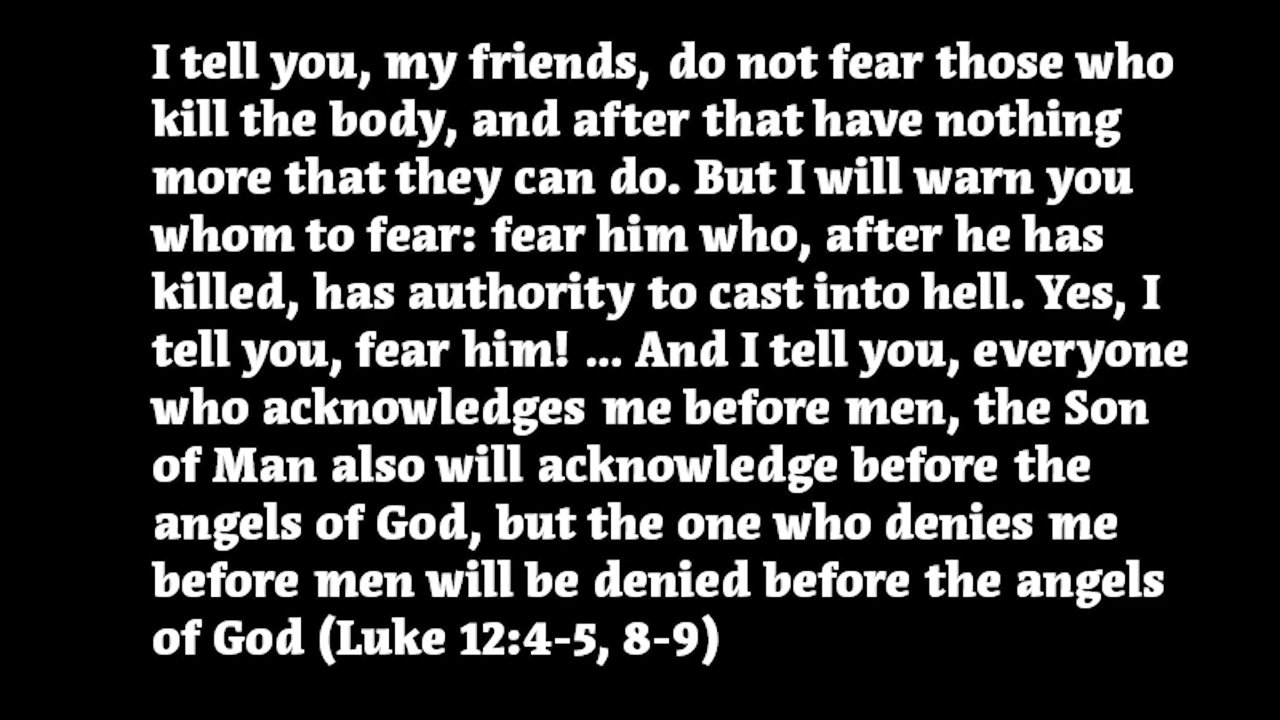 I tell you, my friends, do not fear those who
kill the body, and after that have nothing
more that they can do. But I will warn you
whom to fear: fear him who, after he has
killed, has authority to cast into hell. Yes, I
tell you, fear him! ... And I tell you, everyone
who acknowledges me before men, the Son
of Man also will acknowledge before the
angels of God, but the one who denies me
before men will be denied before the angels
of God (Luke 12:4-5, 8-9)